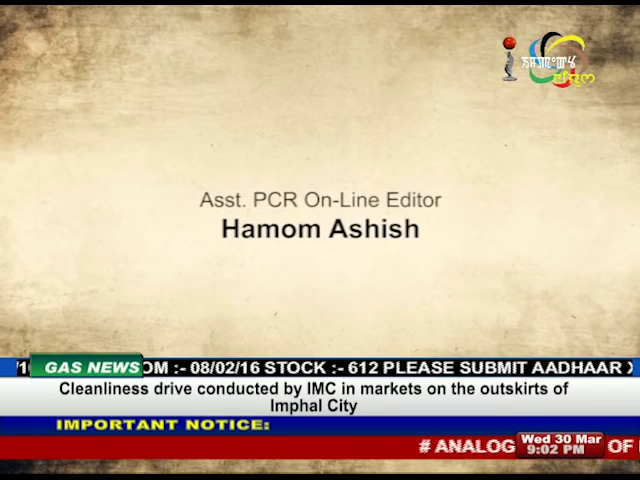 Asst. PCR On-Line Editor
Hamom Ashish
GAS NEWS
OM :- 08/02/16 STOCK :- 612 PLEASE SUBMIT AADHAAR
Cleanliness drive conducted by IMC in markets on the outskirts of
Imphal City
IMPORTANT NOTICE:
# ANALOG
Wed 30 Mar
9:02 PM
OF